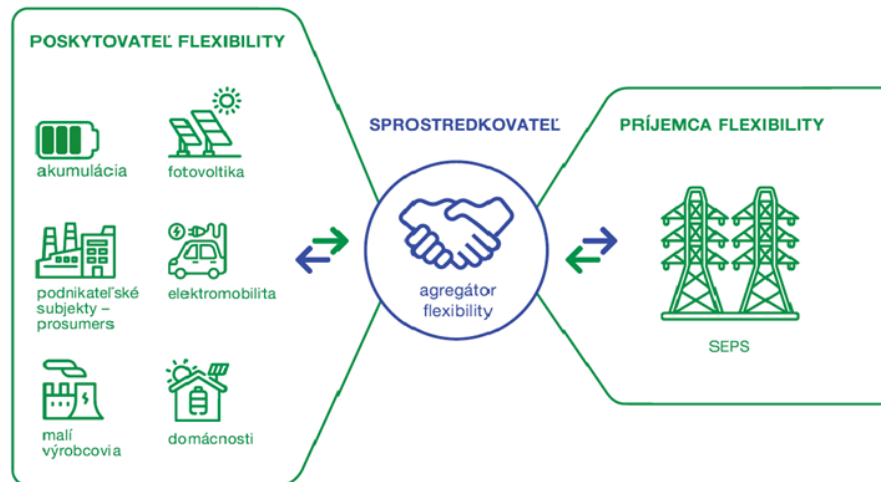 POSKYTOVATEĽ FLEXIBILITY
akumulácia
fotovoltika
podnikateľské
subjekty –
prosumers
elektromobilita
malí
výrobcovia
domácnosti
SPROSTREDKOVATEĽ
agregátor
flexibility
PRÍJEMCA FLEXIBILITY
SEPS